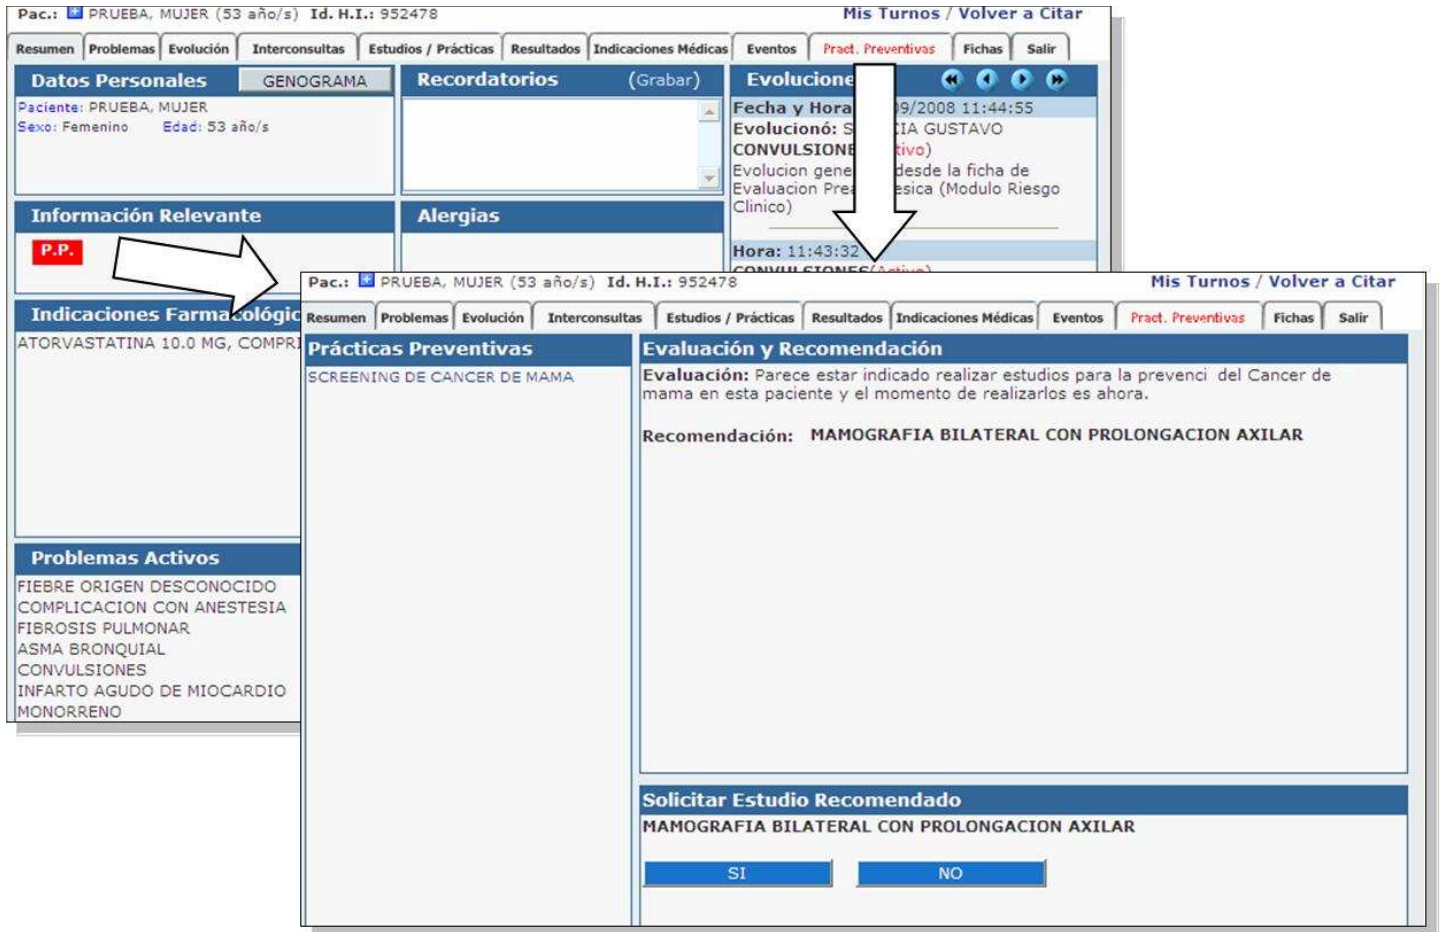 Pac.: PRUEBA, MUJER (53 año/s) Id. H.I.: 952478 Mis Turnos / Volver a Citar
Resumen Problemas Evolución Interconsultas Estudios / Prácticas Resultados Indicaciones Médicas Eventos Pract. Preventivas Fichas Salir
Datos Personales GENOGRAMA
Paciente: PRUEBA, MUJER
Sexo: Femenino Edad: 53 año/s
Recordatorios (Grabar)
Evolucione
Fecha y Hora 09/2008 11:44:55
Evolucionó: S CIA GUSTAVO
CONVULSIONE tivo)
Evolucion gene desde la ficha de
Evaluacion Prea esica (Modulo Riesgo
Clinico)
Hora: 11:43:32
CONVULSIONES(Activo)
Información Relevante
P.P.
Alergias
Indicaciones Farmacológic
ATORVASTATINA 10.0 MG, COMPRI
Problemas Activos
FIEBRE ORIGEN DESCONOCIDO
COMPLICACION CON ANESTESIA
FIBROSIS PULMONAR
ASMA BRONQUIAL
CONVULSIONES
INFARTO AGUDO DE MIOCARDIO
MONORRENO
Pac.: PRUEBA, MUJER (53 año/s) Id. H.I.: 952478 Mis Turnos / Volver a Citar
Resumen Problemas Evolución Interconsultas Estudios / Prácticas Resultados Indicaciones Médicas Eventos Pract. Preventivas Fichas Salir
Prácticas Preventivas
SCREENING DE CANCER DE MAMA
Evaluación y Recomendación
Evaluación: Parece estar indicado realizar estudios para la prevenci del Cancer de
mama en esta paciente y el momento de realizarlos es ahora.
Recomendación: MAMOGRAFIA BILATERAL CON PROLONGACION AXILAR
Solicitar Estudio Recomendado
MAMOGRAFIA BILATERAL CON PROLONGACION AXILAR
SI NO